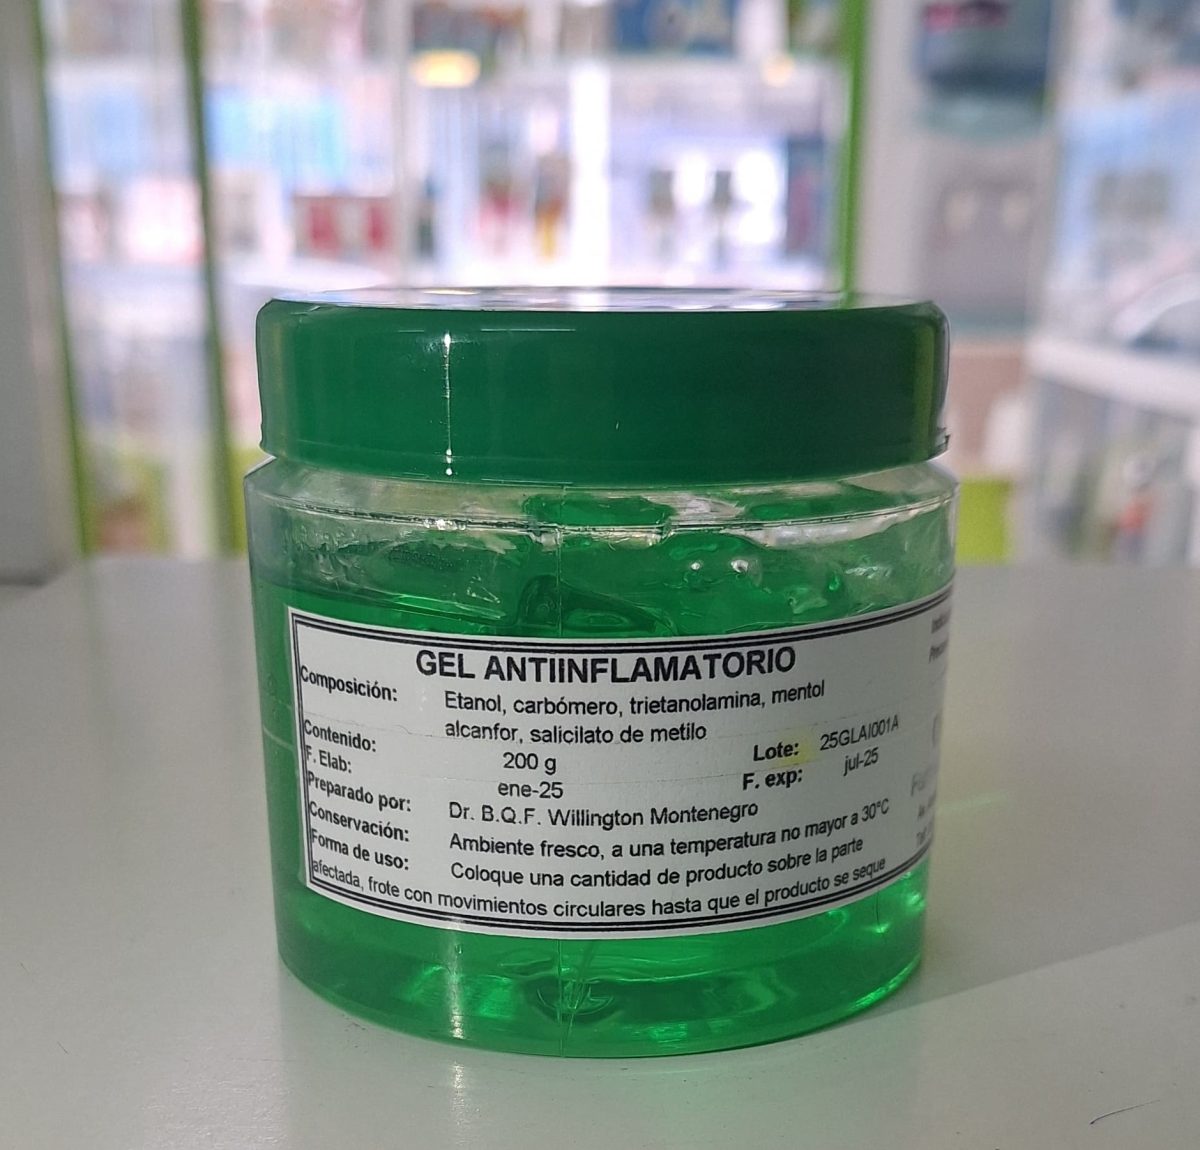 GEL ANTIINFLAMATORIO
Composición: Etanol, carbómero, trietanolamina, mentol
alcanfor, salicilato de metilo
Contenido: 200 g Lote: 25GLAI001A
F. Elab: ene-25 F. exp: jul-25
Preparado por: Dr. B.Q.F. Willington Montenegro
Conservación: Ambiente fresco, a una temperatura no mayor a 30°C
Forma de uso: Coloque una cantidad de producto sobre la parte
afectada, frote con movimientos circulares hasta que el producto se seque